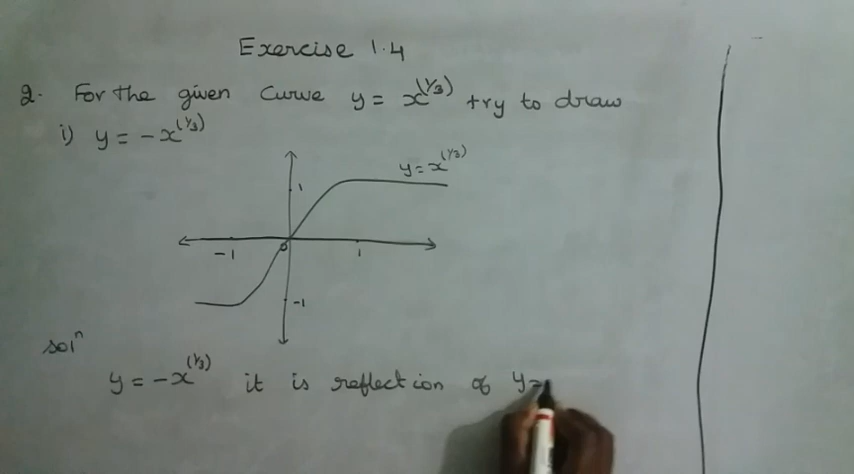 Exercise 1.4
2. For the given Curve y = x^(1/3) try to draw
i) y = -x^(1/3)
y = x^(1/3)
1
0
-1 1
-1
solⁿ
y = -x^(1/3) it is reflection of y =